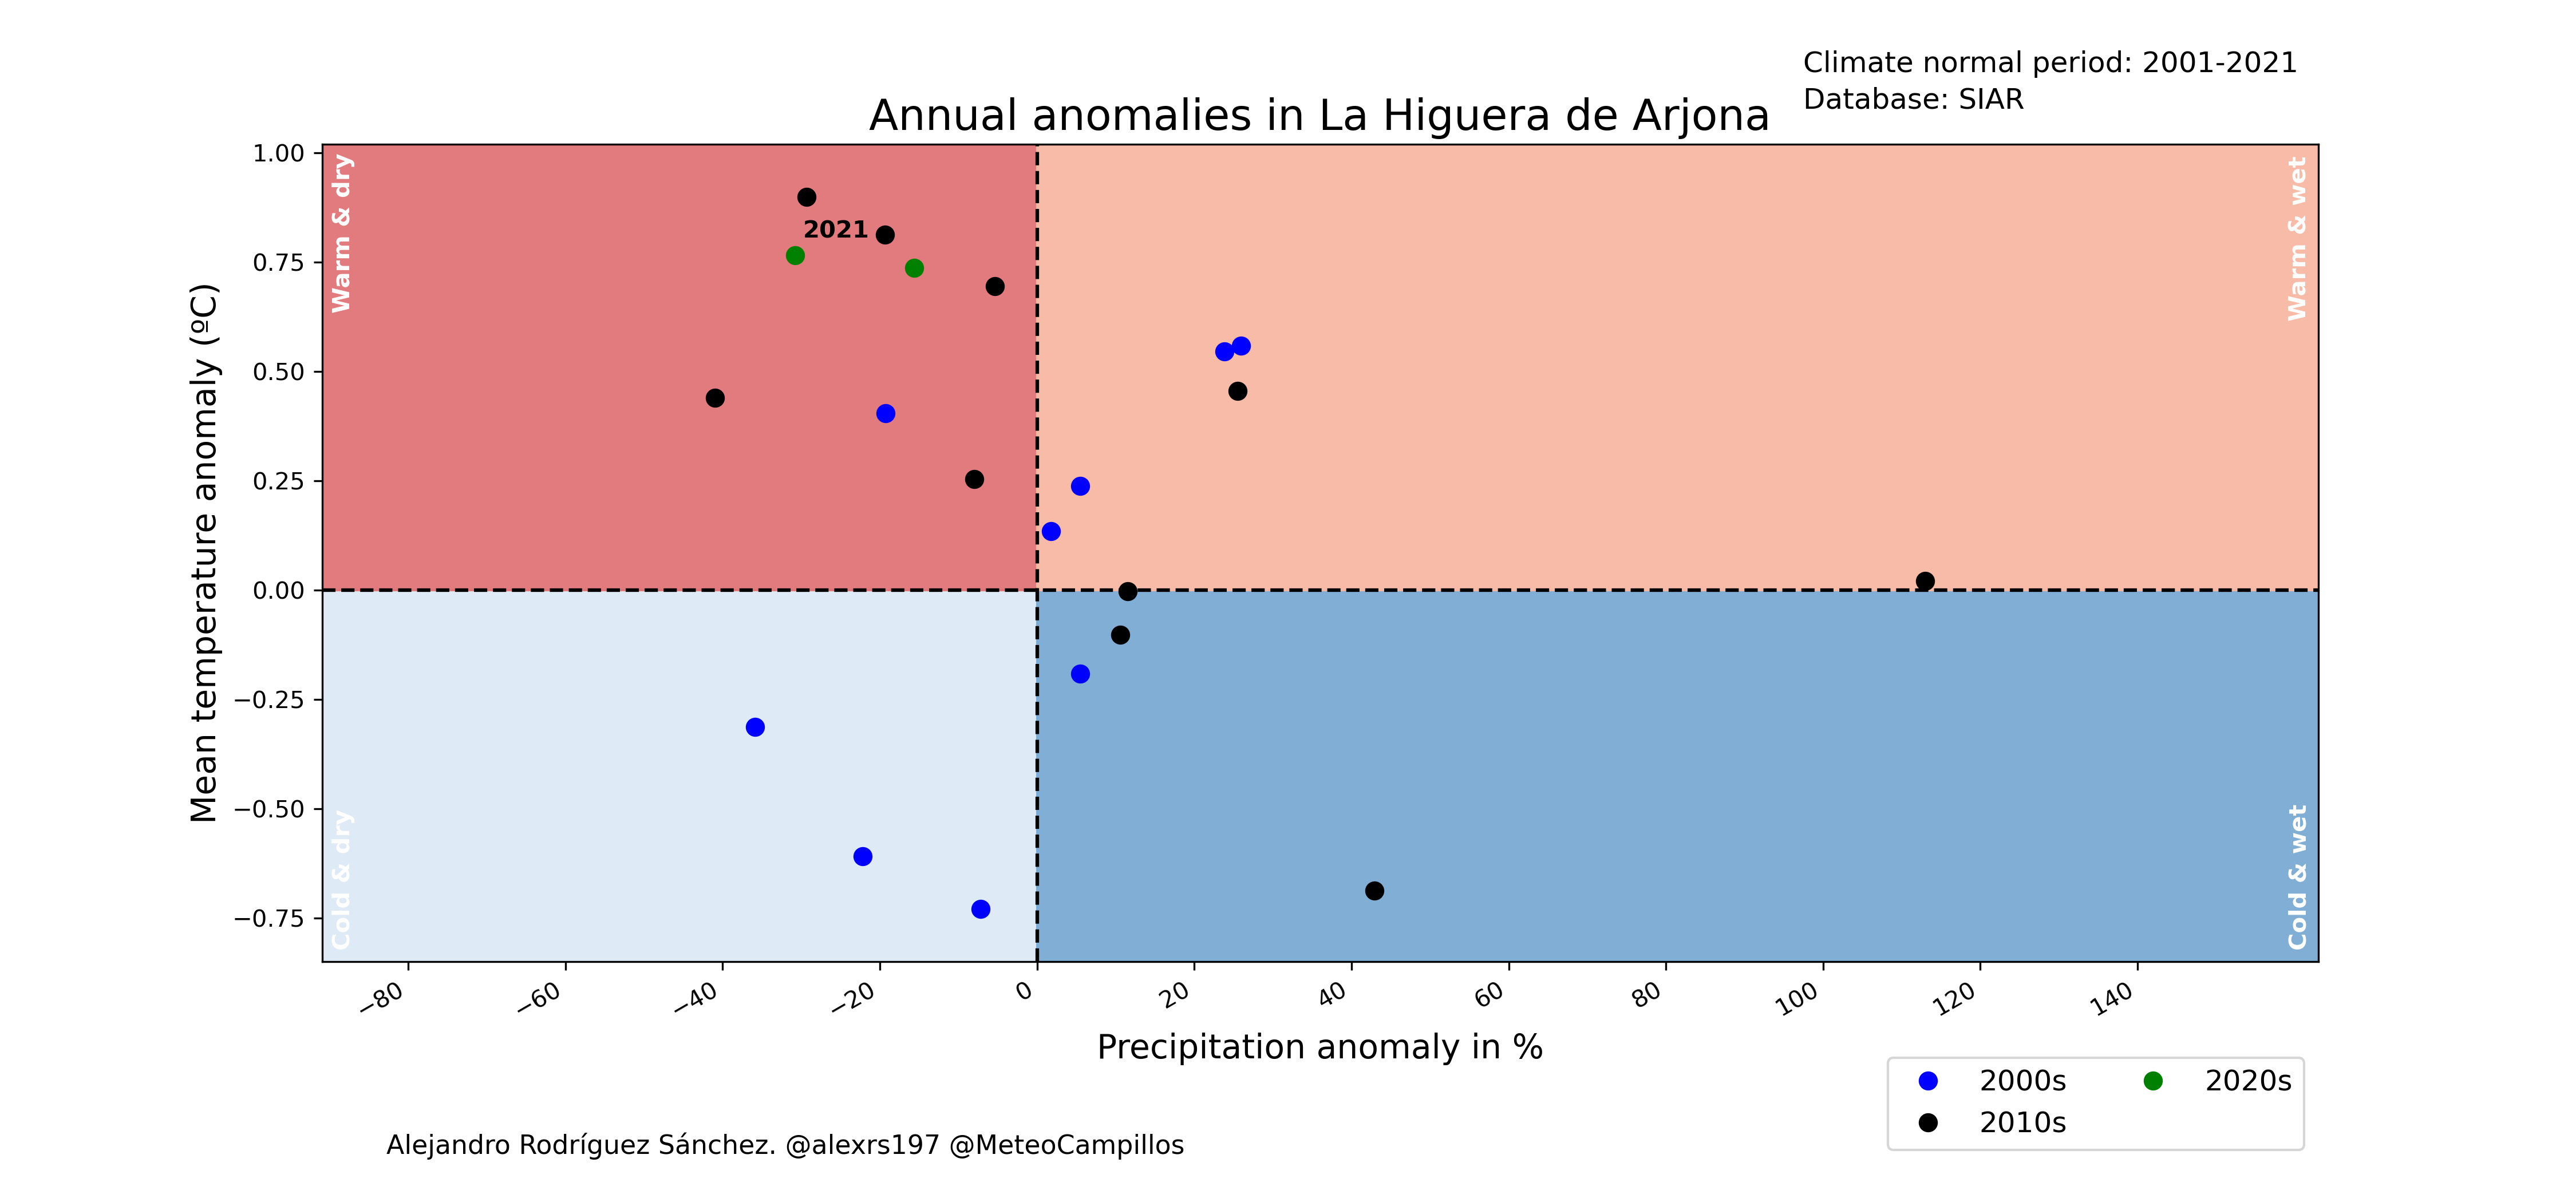 Climate normal period: 2001-2021
Database: SIAR
Annual anomalies in La Higuera de Arjona
Warm & dry
Warm & wet
Cold & dry
Cold & wet
2021
Mean temperature anomaly (ºC)
1.00
0.75
0.50
0.25
0.00
−0.25
−0.50
−0.75
−80
−60
−40
−20
0
20
40
60
80
100
120
140
Precipitation anomaly in %
2000s
2010s
2020s
Alejandro Rodríguez Sánchez. @alexrs197 @MeteoCampillos